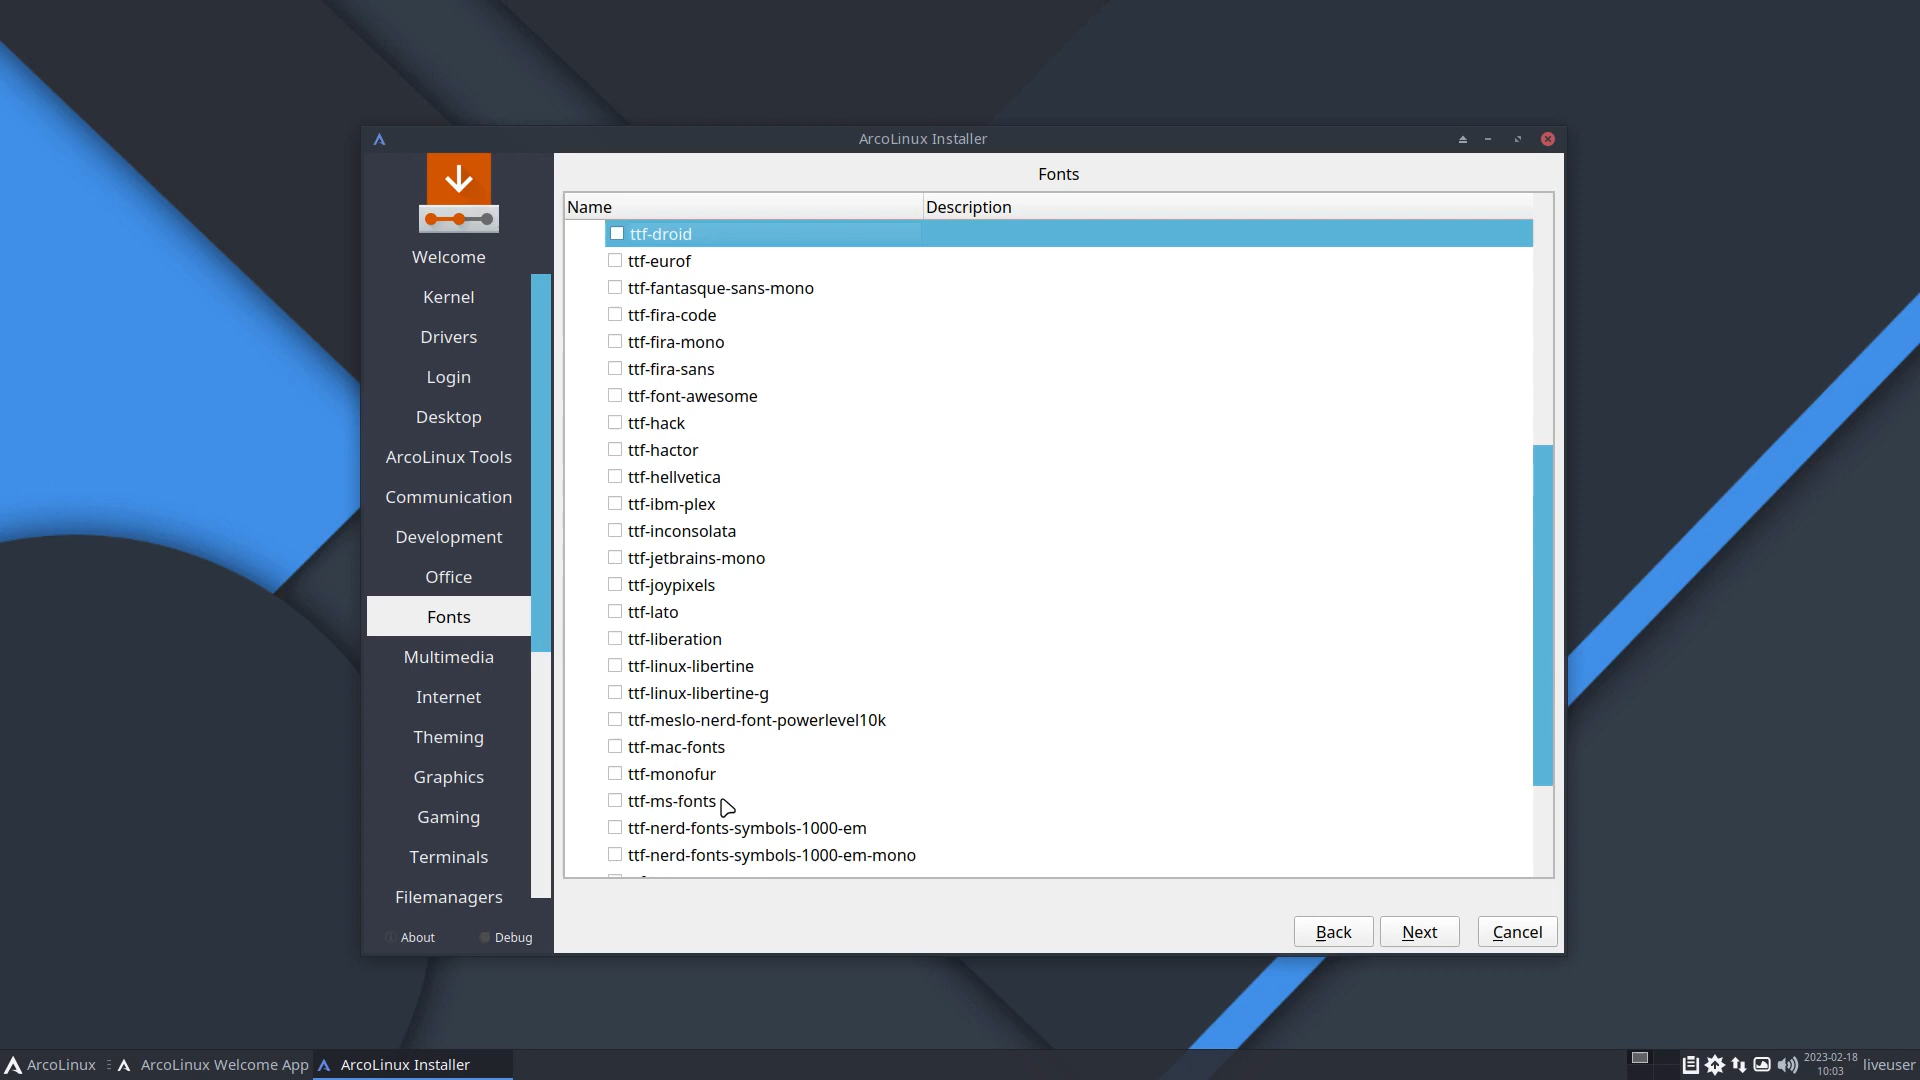 ArcoLinux Installer
Welcome
Kernel
Drivers
Login
Desktop
ArcoLinux Tools
Communication
Development
Office
Fonts
Multimedia
Internet
Theming
Graphics
Gaming
Terminals
Filemanagers
About
Debug
Fonts
Name
Description
ttf-droid
ttf-eurof
ttf-fantasque-sans-mono
ttf-fira-code
ttf-fira-mono
ttf-fira-sans
ttf-font-awesome
ttf-hack
ttf-hactor
ttf-hellvetica
ttf-ibm-plex
ttf-inconsolata
ttf-jetbrains-mono
ttf-joypixels
ttf-lato
ttf-liberation
ttf-linux-libertine
ttf-linux-libertine-g
ttf-meslo-nerd-font-powerlevel10k
ttf-mac-fonts
ttf-monofur
ttf-ms-fonts
ttf-nerd-fonts-symbols-1000-em
ttf-nerd-fonts-symbols-1000-em-mono
Back
Next
Cancel
ArcoLinux
ArcoLinux Welcome App
ArcoLinux Installer
2023-02-18
10:03
liveuser